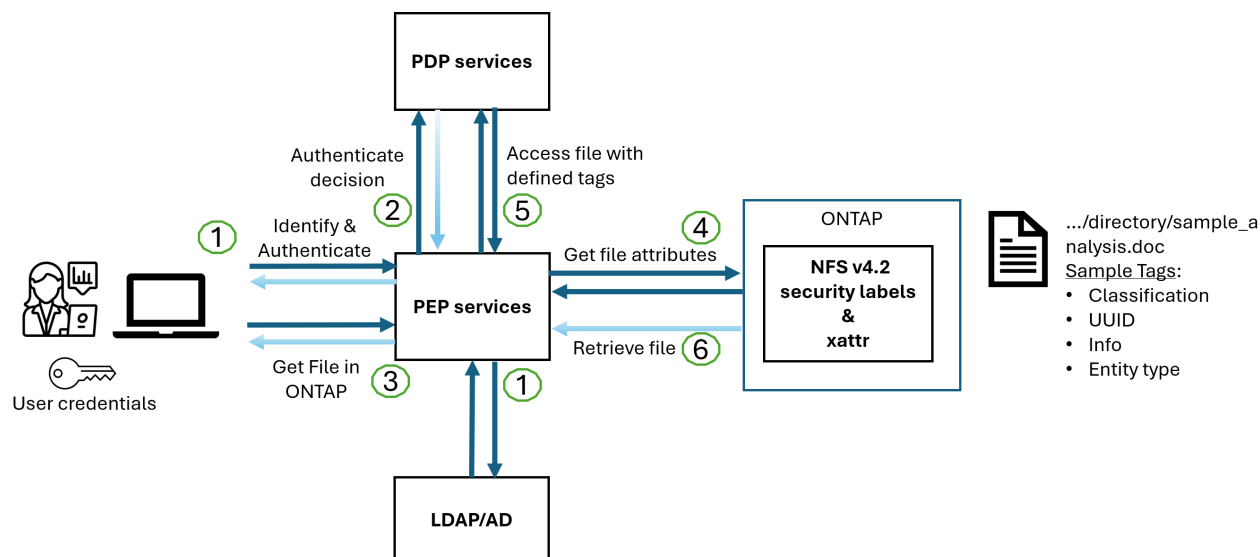 PDP services
Authenticate
decision
2
Access file with
defined tags
5
1
Identify &
Authenticate
4
Get file attributes
ONTAP
NFS v4.2
security labels
&
xattr
PEP services
Retrieve file
6
Get File in
ONTAP
3
1
User credentials
LDAP/AD
.../directory/sample_a
nalysis.doc
Sample Tags:
• Classification
• UUID
• Info
• Entity type